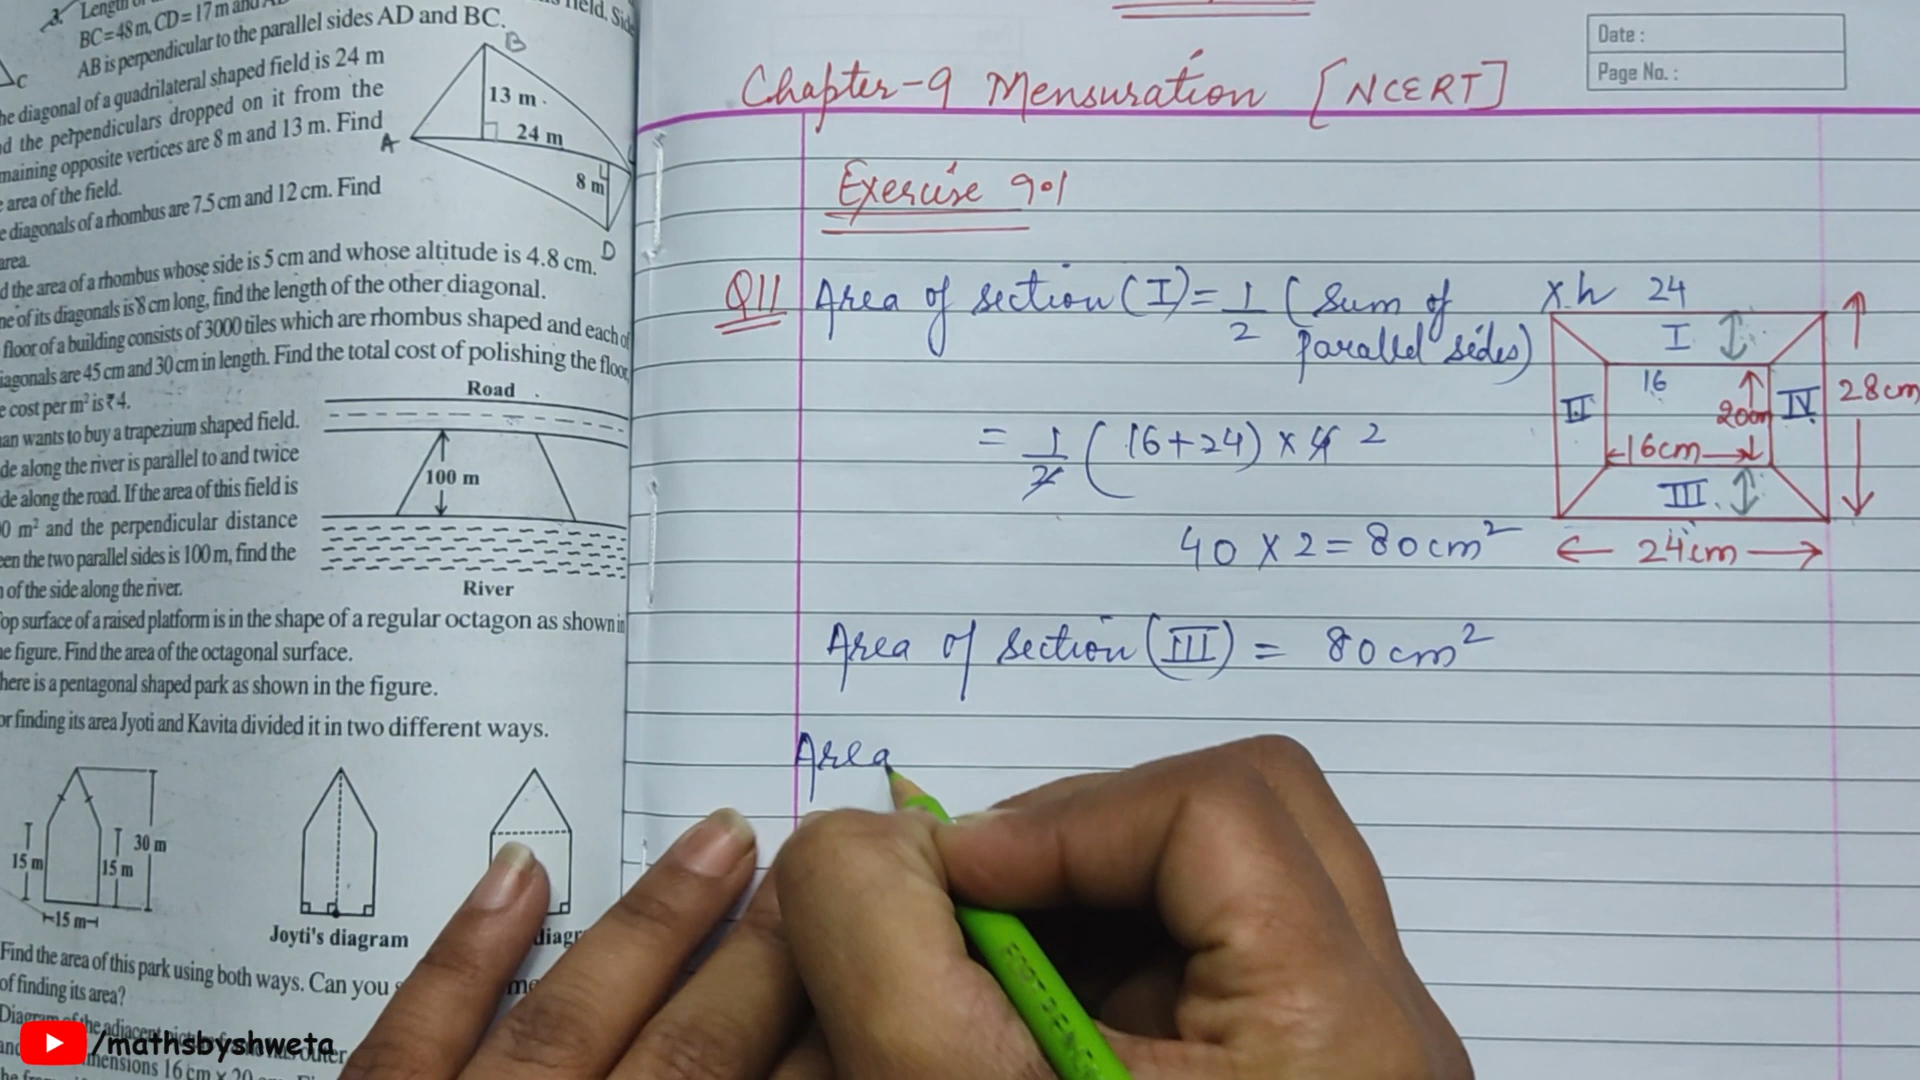 3. Length of
field. Side
BC = 48 m, CD = 17 m and
AB is perpendicular to the parallel sides AD and BC.
diagonal of a quadrilateral shaped field is 24 m
the perpendiculars dropped on it from the
opposite vertices are 8 m and 13 m. Find
area of the field.
diagonals of a rhombus are 7.5 cm and 12 cm. Find
area.
the area of a rhombus whose side is 5 cm and whose altitude is 4.8 cm.
of its diagonals is 8 cm long, find the length of the other diagonal.
floor of a building consists of 3000 tiles which are rhombus shaped and each of
are 45 cm and 30 cm in length. Find the total cost of polishing the floor,
cost per m² is ₹ 4.
wants to buy a trapezium shaped field.
along the river is parallel to and twice
along the road. If the area of this field is
m² and the perpendicular distance
the two parallel sides is 100 m, find the
of the side along the river.
surface of a raised platform is in the shape of a regular octagon as shown in
figure. Find the area of the octagonal surface.
is a pentagonal shaped park as shown in the figure.
finding its area Jyoti and Kavita divided it in two different ways.
C
B
A
D
13 m
24 m
8 m
Road
100 m
River
15 m
30 m
15 m
15 m
Joyti's diagram
Find the area of this park using both ways. Can you
of finding its area?
16 cm × 20
/mathsbyshweta
Date :
Page No. :
Chapter-9 Mensuration [NCERT]
Exercise 9.1
Q11 Area of section (I) = 1/2 (Sum of parallel sides) x h
= 1/2 (16+24) × 4 2
40 × 2 = 80 cm²
Area of section (III) = 80 cm²
Area
24
I
16
II
20cm
IV
28cm
16cm
III
24cm